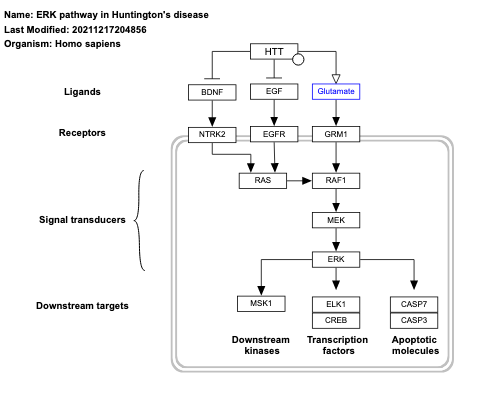 Name: ERK pathway in Huntington's disease
Last Modified: 20211217204856
Organism: Homo sapiens
HTT
Ligands
BDNF
EGF
Glutamate
Receptors
NTRK2
EGFR
GRM1
RAS
RAF1
Signal transducers
MEK
ERK
Downstream targets
MSK1
ELK1
CASP7
CREB
CASP3
Downstream
kinases
Transcription
factors
Apoptotic
molecules